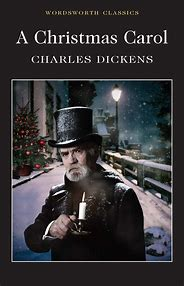 WORDSWORTH CLASSICS
A Christmas Carol
CHARLES DICKENS